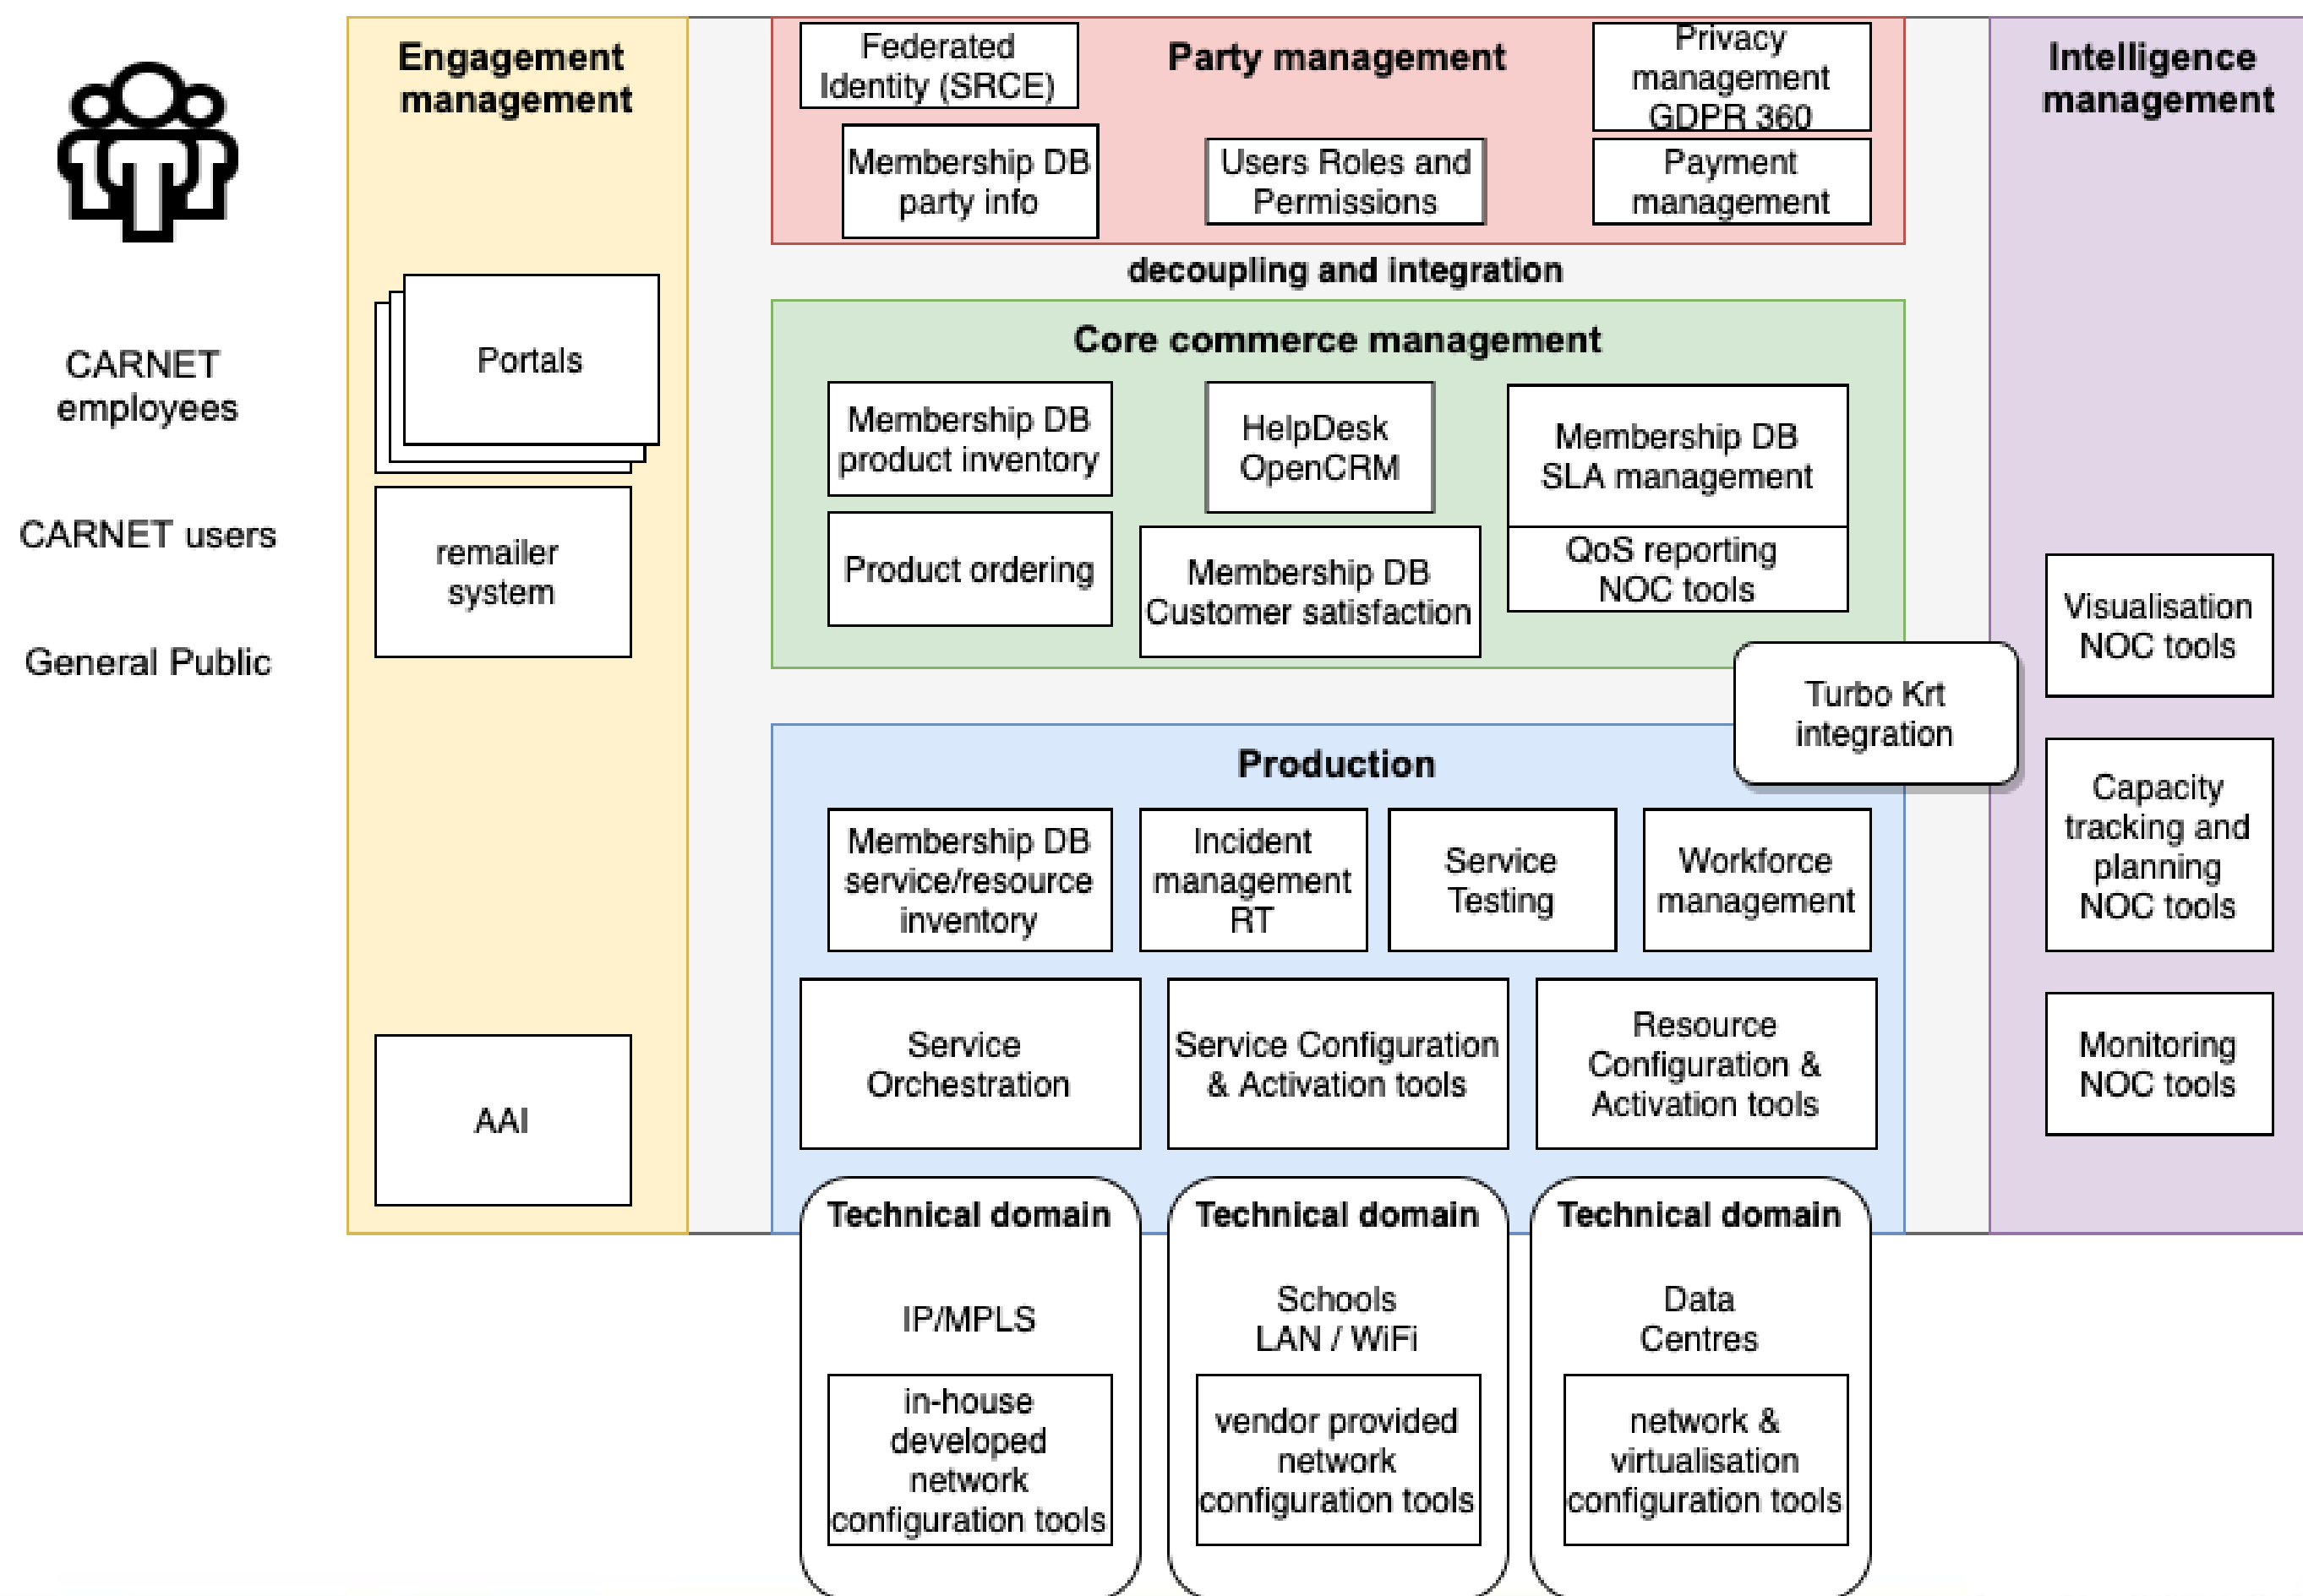 CARNET
employees
CARNET users
General Public
Engagement
management
Portals
remailer
system
AAI
Party management
Federated
Identity (SRCE)
Membership DB
party info
Users Roles and
Permissions
Privacy
management
GDPR 360
Payment
management
decoupling and integration
Core commerce management
Membership DB
product inventory
Product ordering
HelpDesk
OpenCRM
Membership DB
Customer satisfaction
Membership DB
SLA management
QoS reporting
NOC tools
Turbo Krt
integration
Production
Membership DB
service/resource
inventory
Incident
management
RT
Service
Testing
Workforce
management
Service
Orchestration
Service Configuration
& Activation tools
Resource
Configuration &
Activation tools
Technical domain
IP/MPLS
in-house
developed
network
configuration tools
Technical domain
Schools
LAN / WiFi
vendor provided
network
configuration tools
Technical domain
Data
Centres
network &
virtualisation
configuration tools
Intelligence
management
Visualisation
NOC tools
Capacity
tracking and
planning
NOC tools
Monitoring
NOC tools